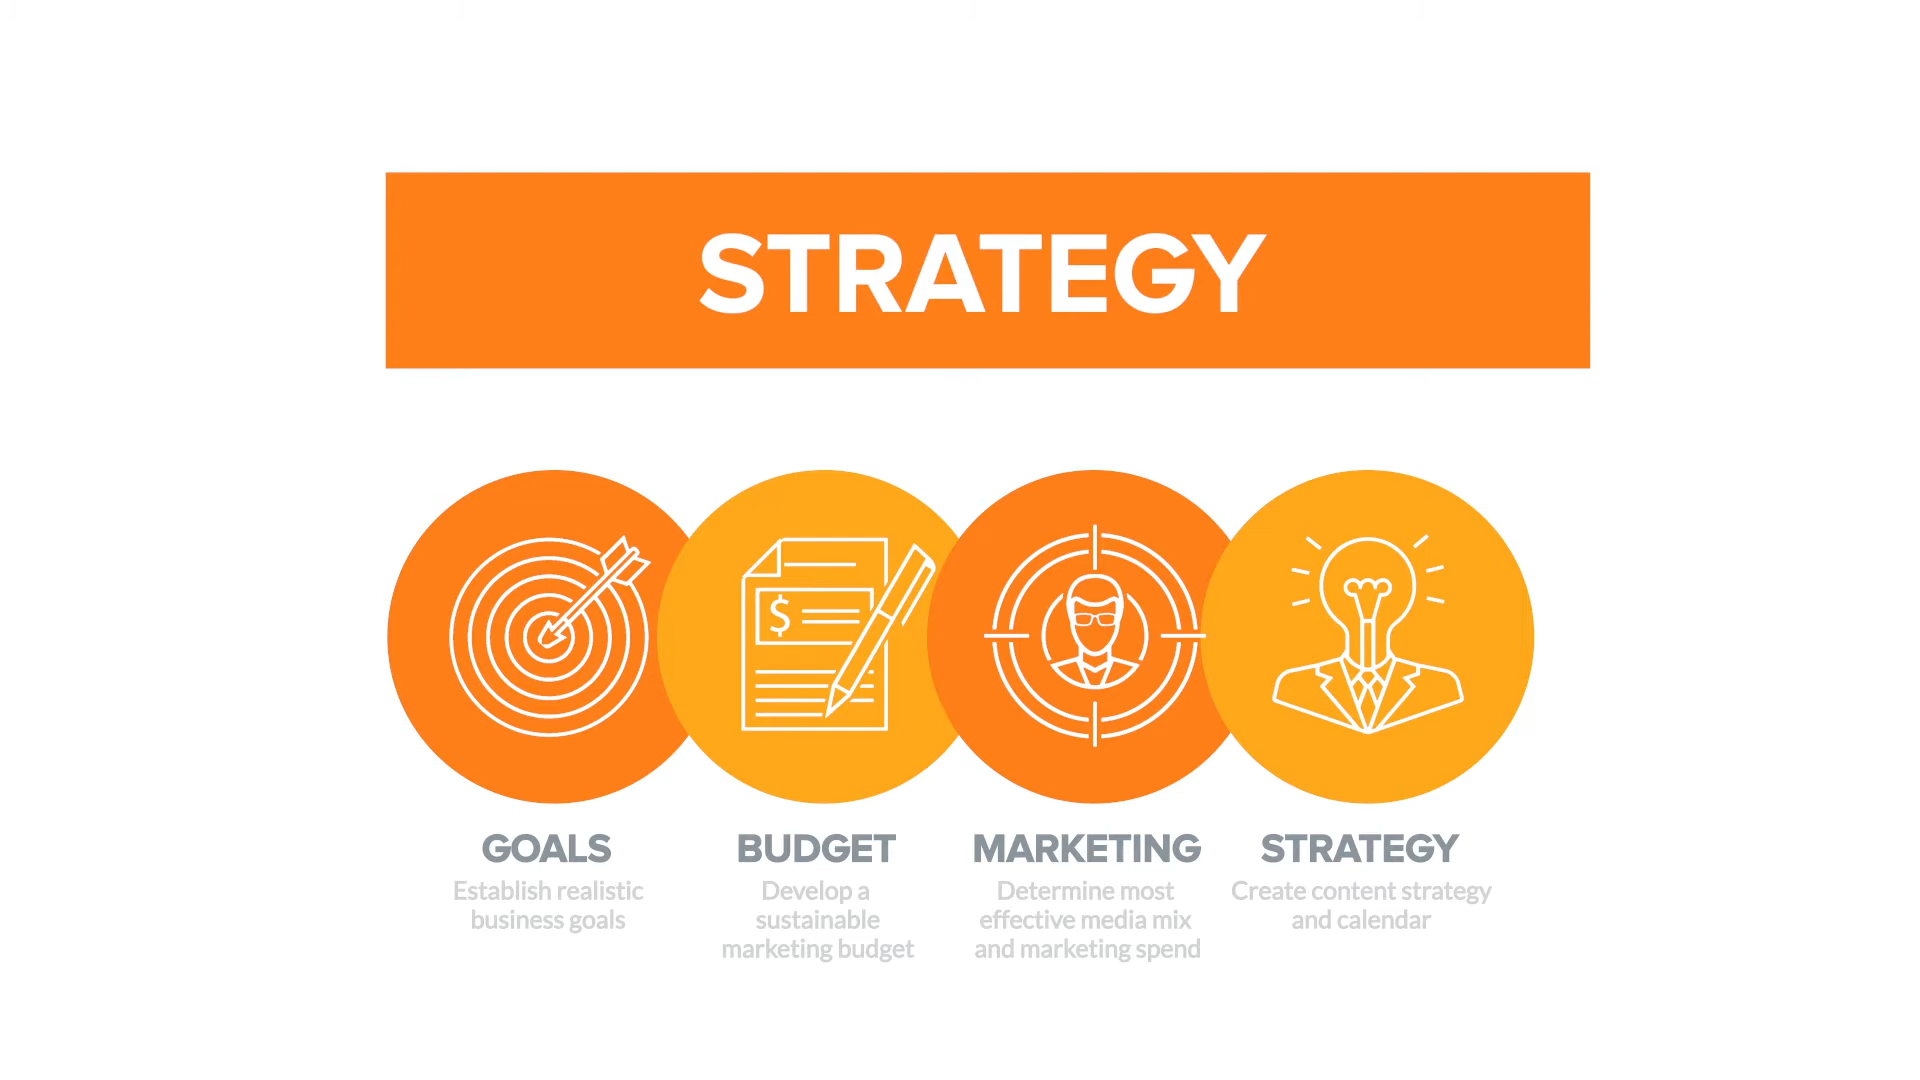 STRATEGY
$
GOALS
Establish realistic
business goals
BUDGET
Develop a
sustainable
marketing budget
MARKETING
Determine most
effective media mix
and marketing spend
STRATEGY
Create content strategy
and calendar